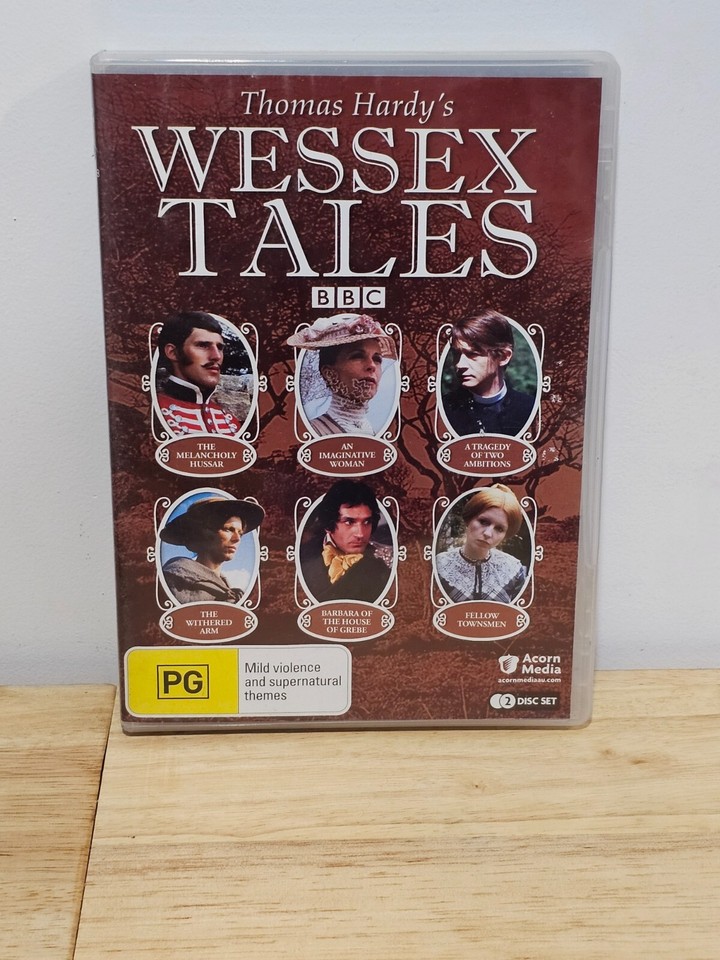 Thomas Hardy's
WESSEX
TALES
BBC
THE
MELANCHOLY
HUSSAR
AN
IMAGINATIVE
WOMAN
A TRAGEDY
OF TWO
AMBITIONS
THE
WITHERED
ARM
BARBARA OF
THE HOUSE
OF GREBE
FELLOW
TOWNSMEN
PG
Mild violence
and supernatural
themes
Acorn
Media
acornmediaau.com
2 DISC SET